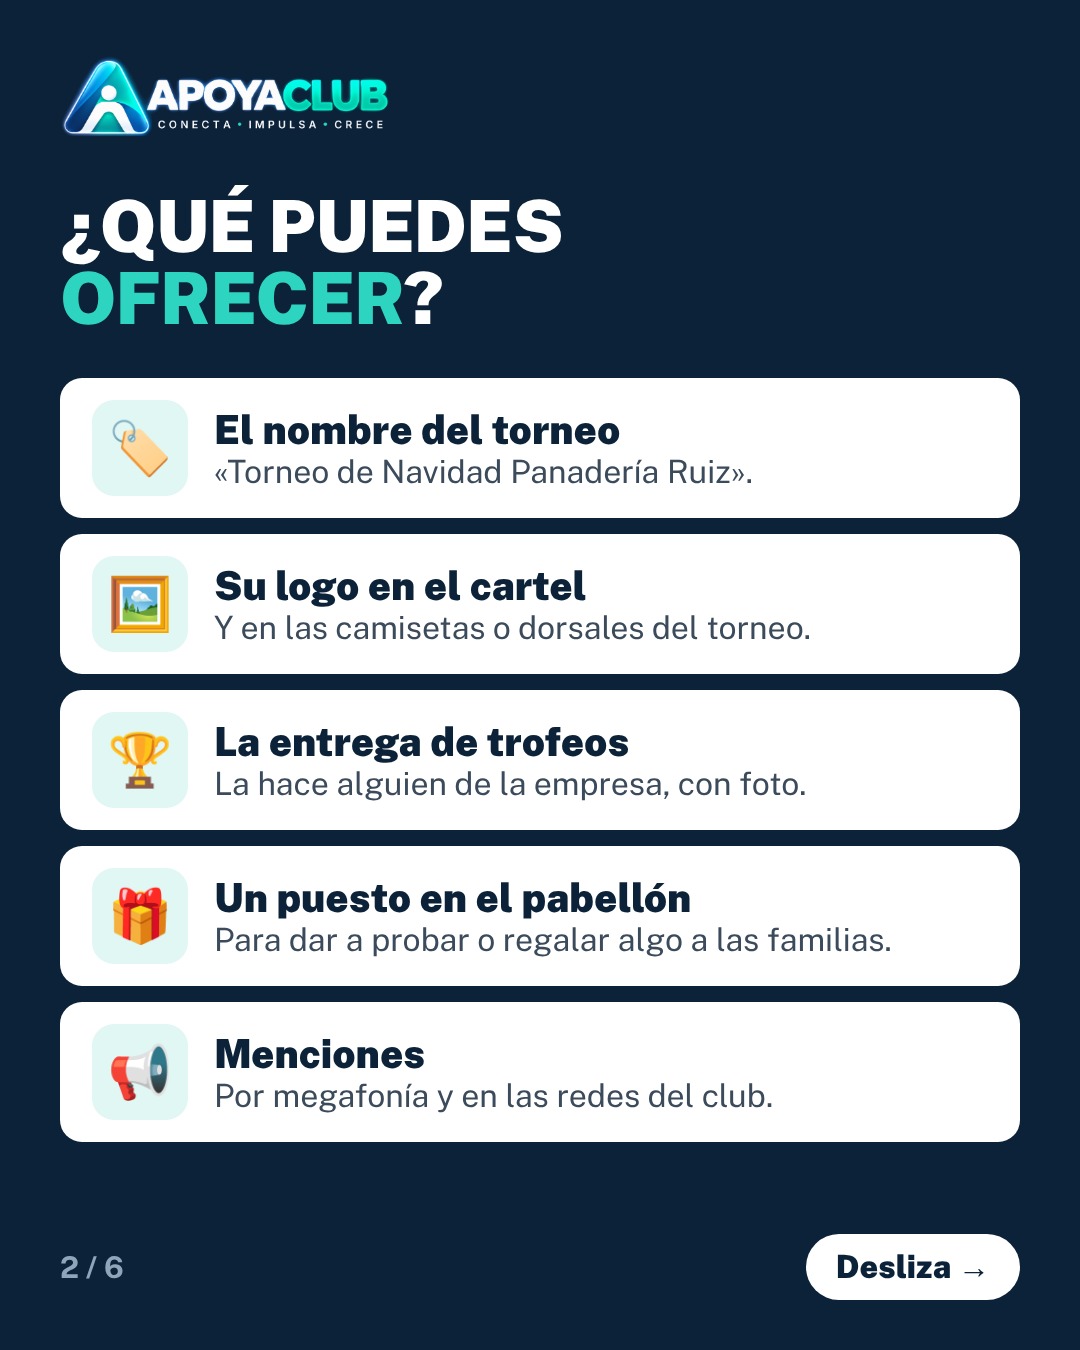 APOYACLUB
CONECTA • IMPULSA • CRECE
¿QUÉ PUEDES
OFRECER?
El nombre del torneo
«Torneo de Navidad Panadería Ruiz».
Su logo en el cartel
Y en las camisetas o dorsales del torneo.
La entrega de trofeos
La hace alguien de la empresa, con foto.
Un puesto en el pabellón
Para dar a probar o regalar algo a las familias.
Menciones
Por megafonía y en las redes del club.
2 / 6
Desliza →